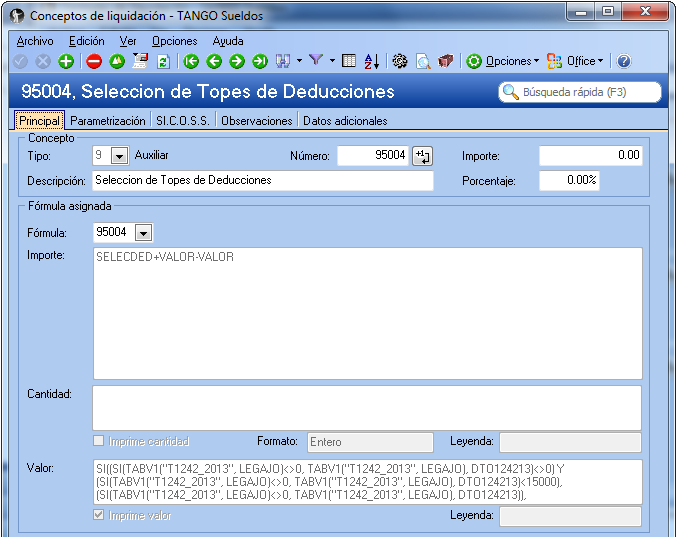 Conceptos de liquidación - TANGO Sueldos
Archivo Edición Ver Opciones Ayuda
Opciones Office
95004, Seleccion de Topes de Deducciones
Búsqueda rápida (F3)
Principal Parametrización SI.C.O.S.S. Observaciones Datos adicionales
Concepto
Tipo: 9 Auxiliar Número: 95004 +1 Importe: 0.00
Descripción: Seleccion de Topes de Deducciones Porcentaje: 0.00%
Fórmula asignada
Fórmula: 95004
Importe: SELECDED+VALOR-VALOR
Cantidad:
Imprime cantidad Formato: Entero Leyenda:
Valor: SI((SI(TABV1("T1242_2013", LEGAJO)<>0, TABV1("T1242_2013", LEGAJO), DTO124213)<>0) Y
(SI(TABV1("T1242_2013", LEGAJO)<>0, TABV1("T1242_2013", LEGAJO), DTO124213)<15000),
(SI(TABV1("T1242_2013", LEGAJO)<>0, TABV1("T1242_2013", LEGAJO), DTO124213)),
Imprime valor Leyenda: